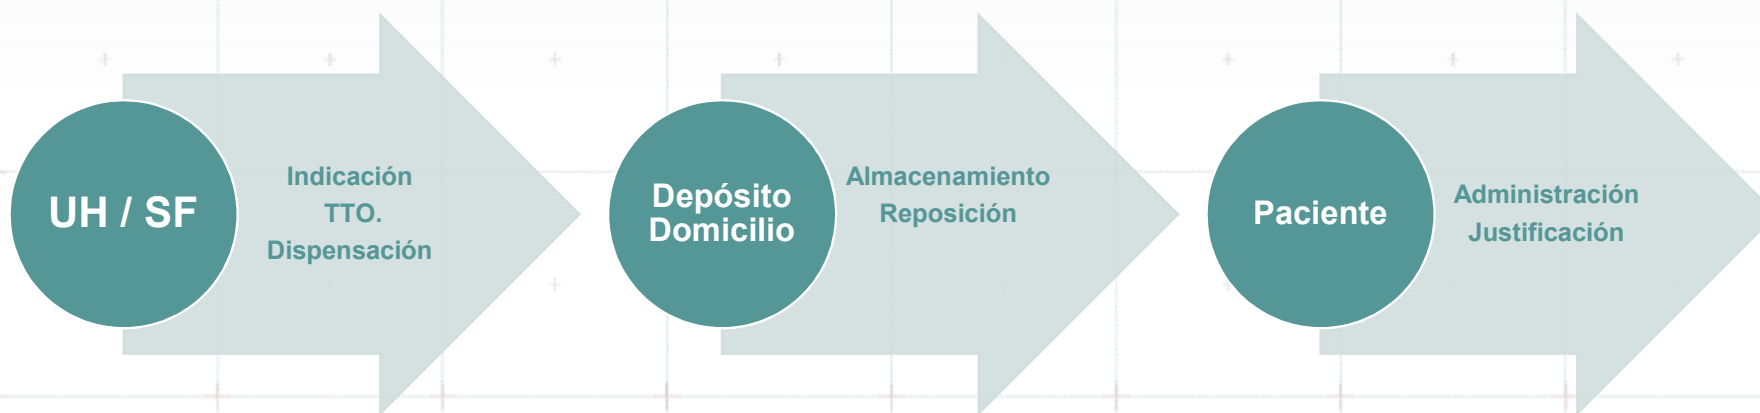 UH / SF
Indicación
TTO.
Dispensación
Depósito
Domicilio
Almacenamiento
Reposición
Paciente
Administración
Justificación